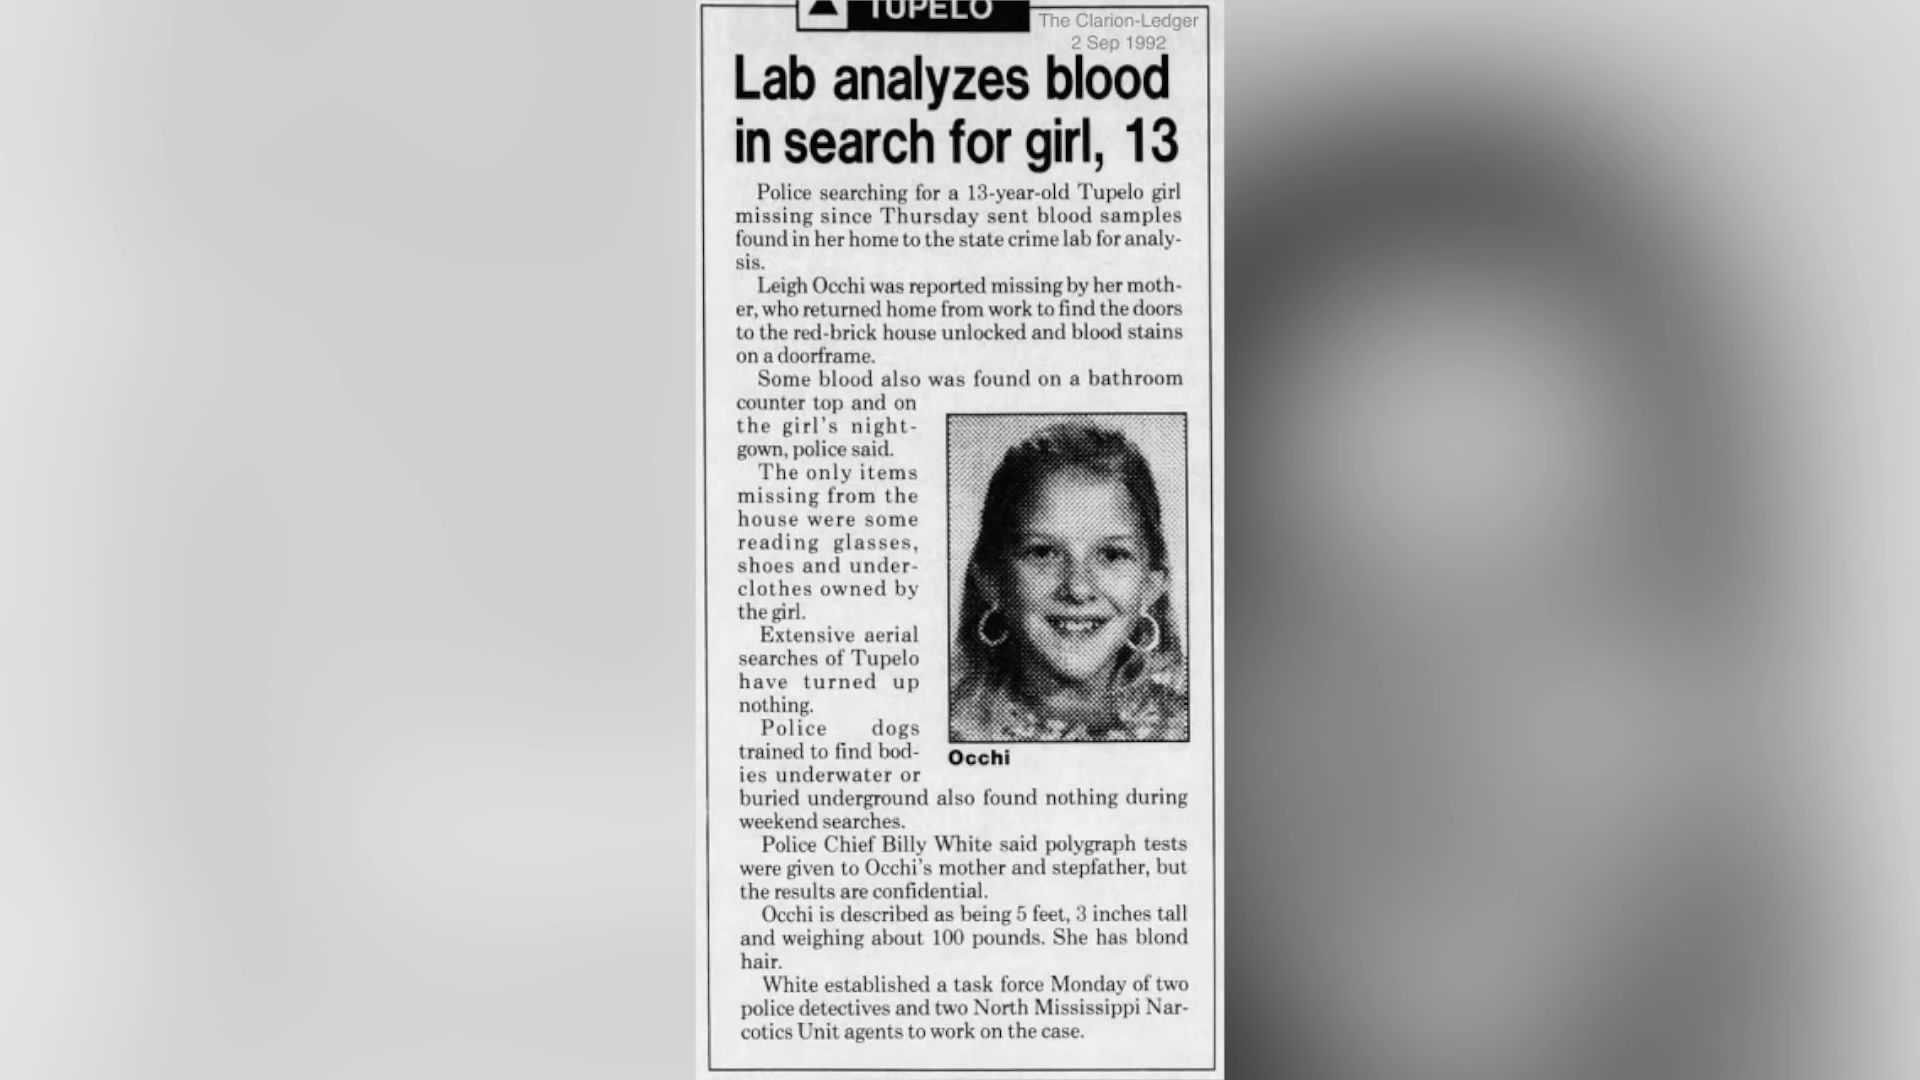 TUPELO
The Clarion-Ledger
2 Sep 1992
Lab analyzes blood
in search for girl, 13
Police searching for a 13-year-old Tupelo girl
missing since Thursday sent blood samples
found in her home to the state crime lab for analy-
sis.
Leigh Occhi was reported missing by her moth-
er, who returned home from work to find the doors
to the red-brick house unlocked and blood stains
on a doorframe.
Some blood also was found on a bathroom
counter top and on
the girl's night-
gown, police said.
The only items
missing from the
house were some
reading glasses,
shoes and under-
clothes owned by
the girl.
Extensive aerial
searches of Tupelo
have turned up
nothing.
Police dogs
trained to find bod-
ies underwater or
buried underground also found nothing during
weekend searches.
Occhi
Police Chief Billy White said polygraph tests
were given to Occhi's mother and stepfather, but
the results are confidential.
Occhi is described as being 5 feet, 3 inches tall
and weighing about 100 pounds. She has blond
hair.
White established a task force Monday of two
police detectives and two North Mississippi Nar-
cotics Unit agents to work on the case.